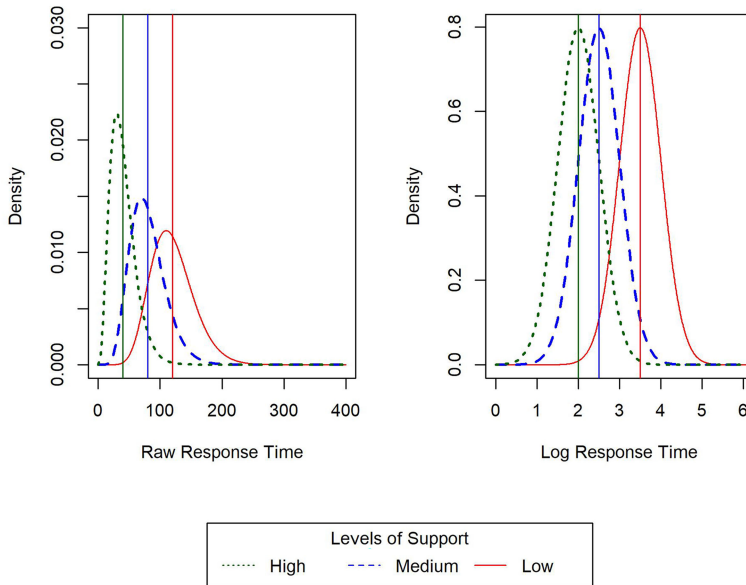 0.030
0.020
0.010
0.000
Density
0 100 200 300 400
Raw Response Time
0.8
0.6
0.4
0.2
0.0
Density
0 1 2 3 4 5 6
Log Response Time
Levels of Support
High Medium Low